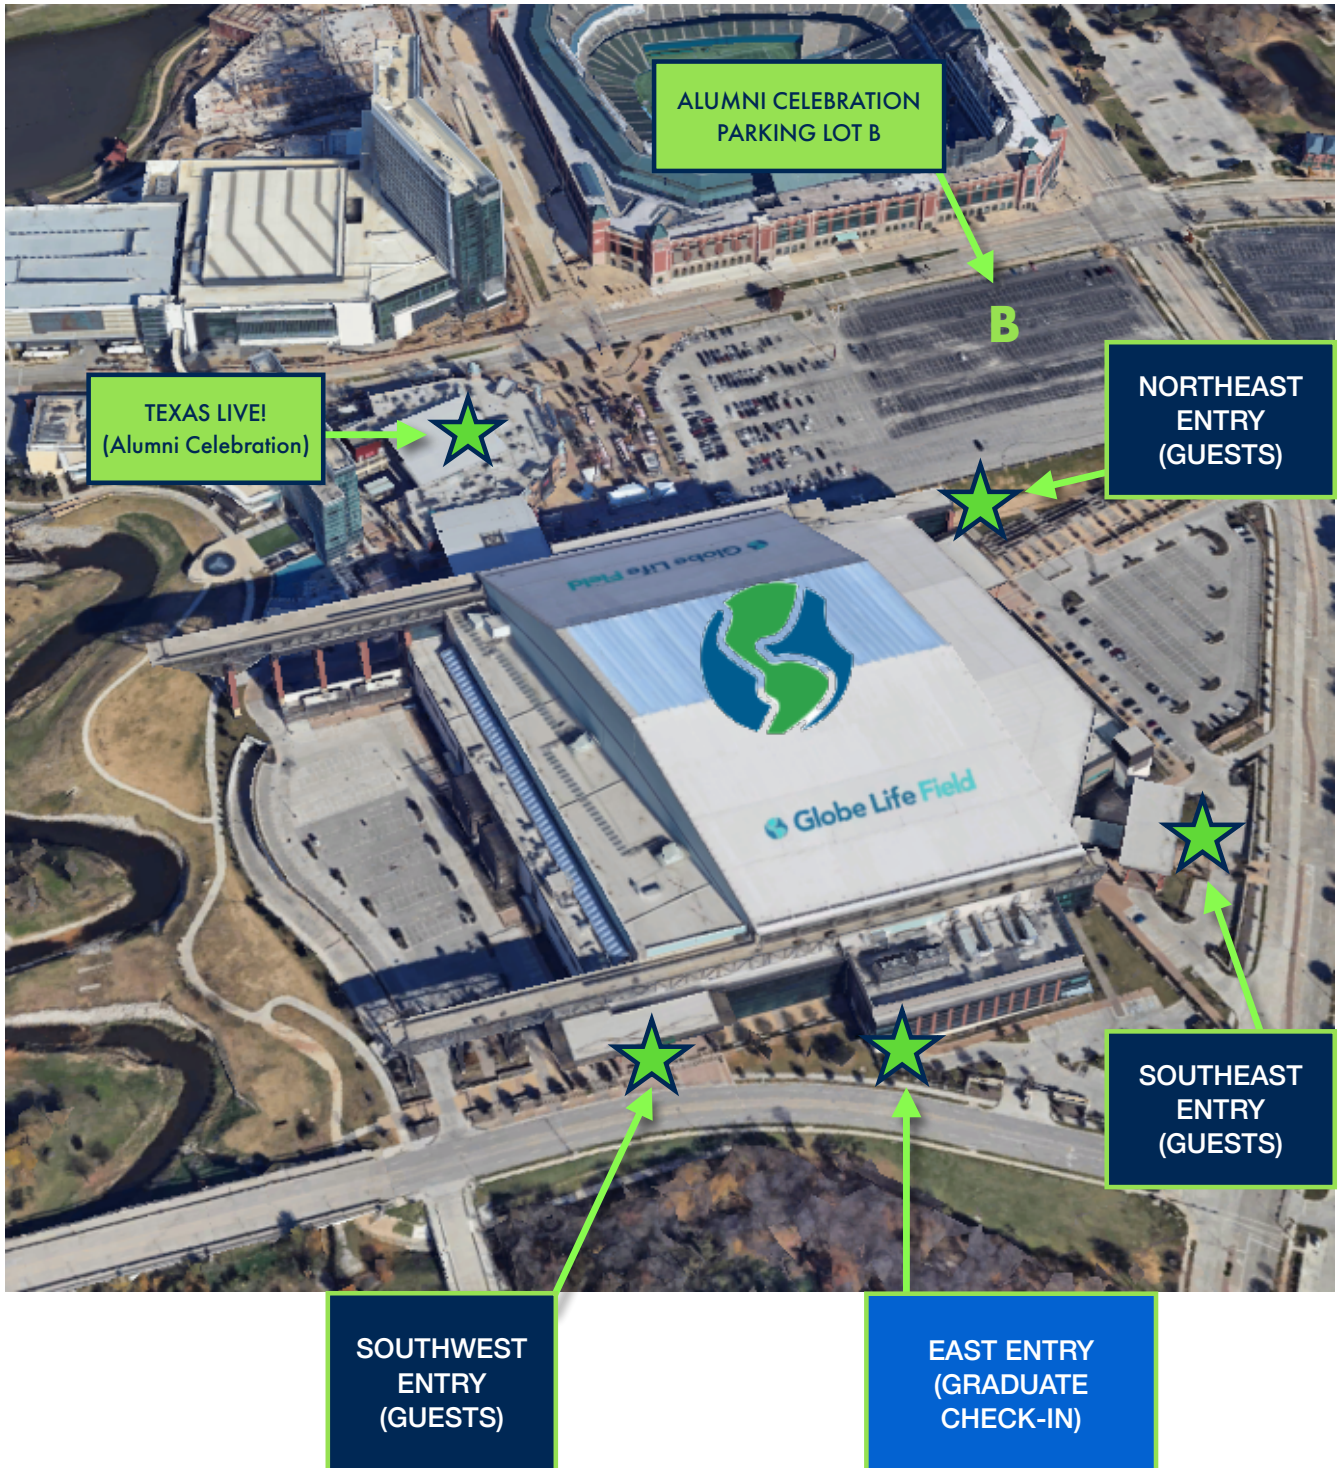 ALUMNI CELEBRATION
PARKING LOT B
B
NORTHEAST
ENTRY
(GUESTS)
TEXAS LIVE!
(Alumni Celebration)
Globe Life Field
Globe Life Field
SOUTHEAST
ENTRY
(GUESTS)
SOUTHWEST
ENTRY
(GUESTS)
EAST ENTRY
(GRADUATE
CHECK-IN)